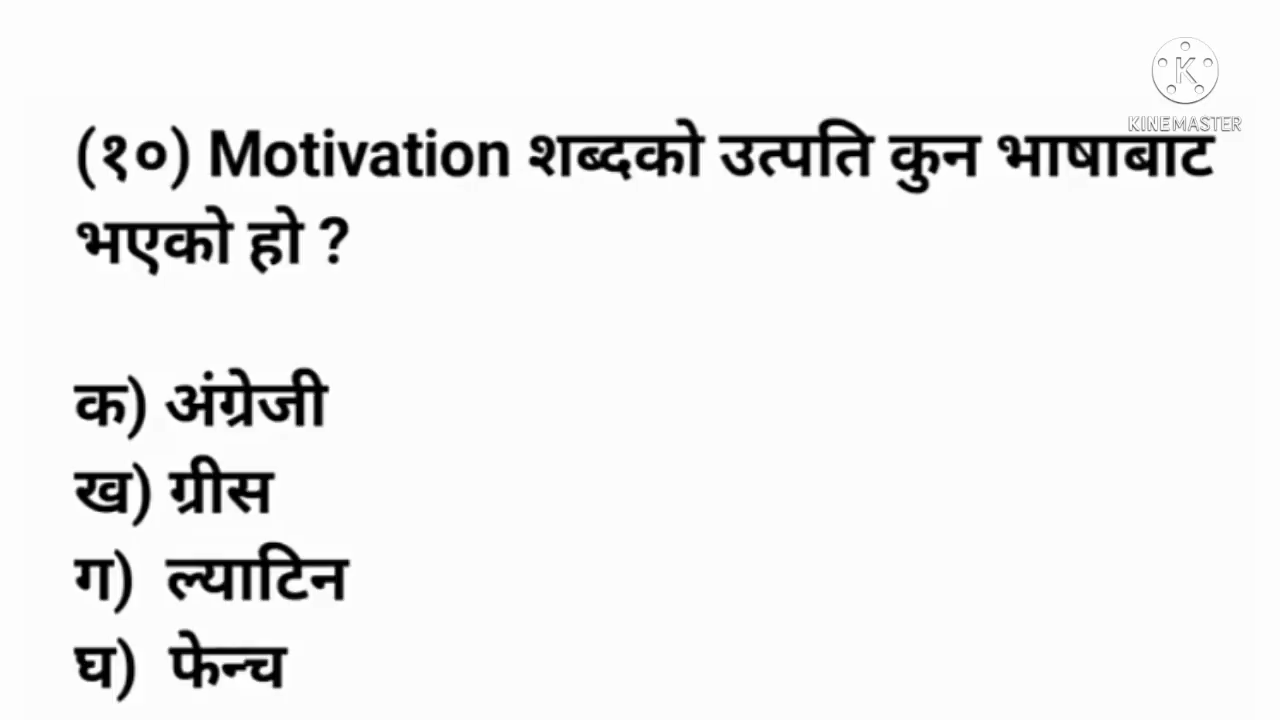 K
KINEMASTER
(१०) Motivation शब्दको उत्पति कुन भाषाबाट
भएको हो ?
क) अंग्रेजी
ख) ग्रीस
ग) ल्याटिन
घ) फेन्च